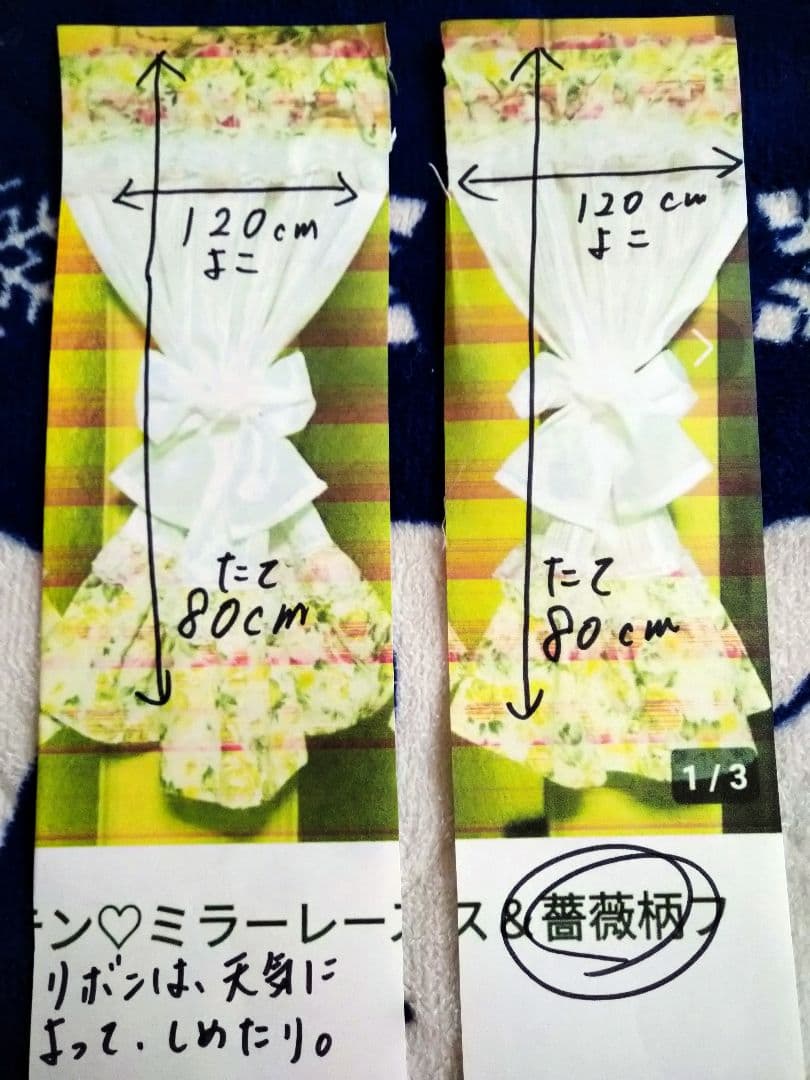 120cm
よこ
たて
80cm
ン♡ミラーレース
リボンは、天気に
よって、しめたり。
120cm
よこ
たて
80cm
1/3
ス&薔薇柄フ